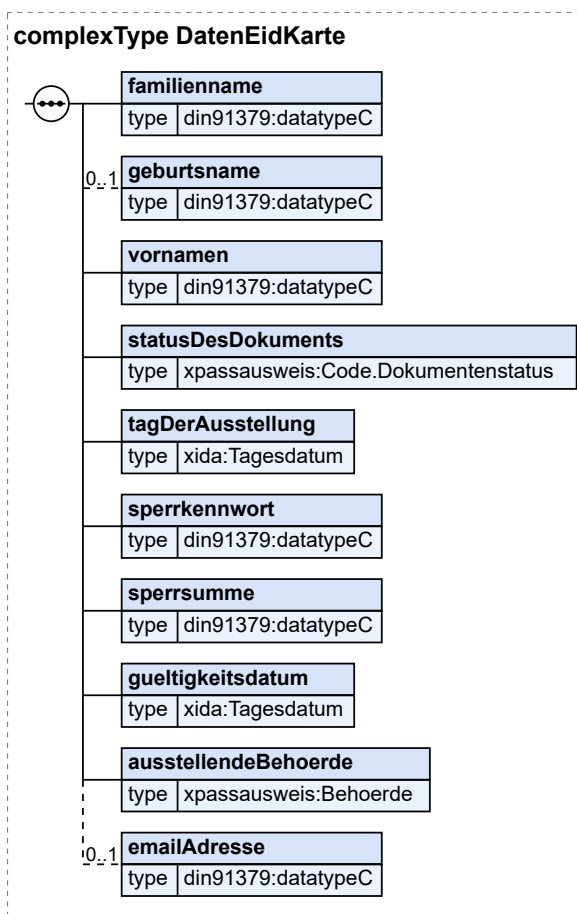 complexType DatenEidKarte
familienname
type din91379:datatypeC
0..1 geburtsname
type din91379:datatypeC
vornamen
type din91379:datatypeC
statusDesDokuments
type xpassausweis:Code.Dokumentenstatus
tagDerAusstellung
type xida:Tagesdatum
sperrkennwort
type din91379:datatypeC
sperrsumme
type din91379:datatypeC
gueltigkeitsdatum
type xida:Tagesdatum
ausstellendeBehoerde
type xpassausweis:Behoerde
0..1 emailAdresse
type din91379:datatypeC